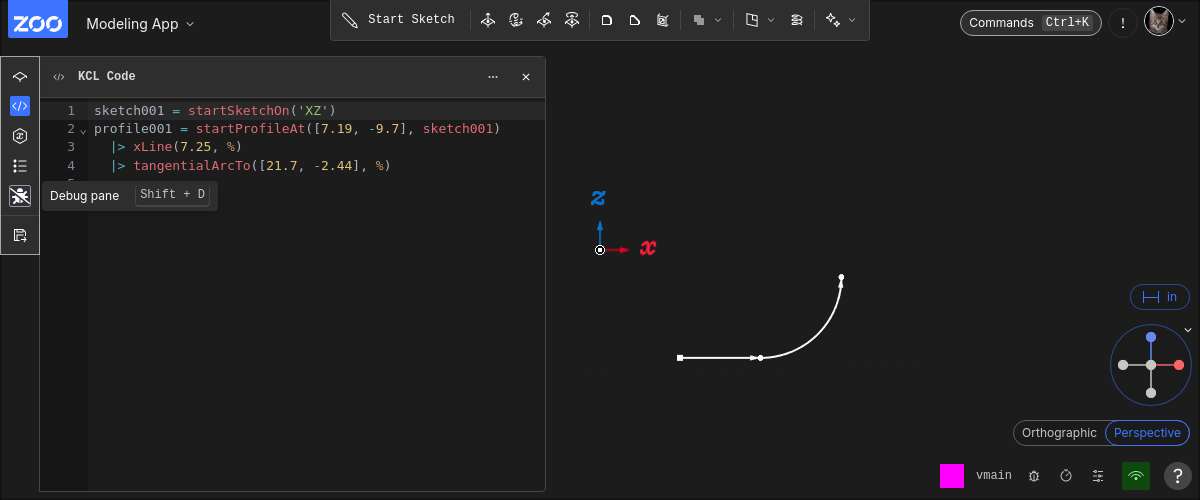 ZOO
Modeling App
Start Sketch
Commands Ctrl+K
!
</> KCL Code
1 sketch001 = startSketchOn('XZ')
2 profile001 = startProfileAt([7.19, -9.7], sketch001)
3 |> xLine(7.25, %)
4 |> tangentialArcTo([21.7, -2.44], %)
Debug pane Shift + D
z
x
in
Orthographic Perspective
vmain
?